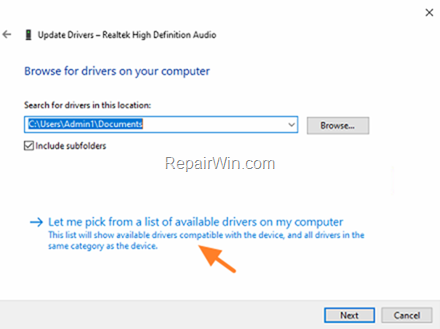 Update Drivers – Realtek High Definition Audio
Browse for drivers on your computer
Search for drivers in this location:
C:\Users\Admin1\Documents
Browse...
Include subfolders
RepairWin.com
Let me pick from a list of available drivers on my computer
This list will show available drivers compatible with the device, and all drivers in the
same category as the device.
Next
Cancel